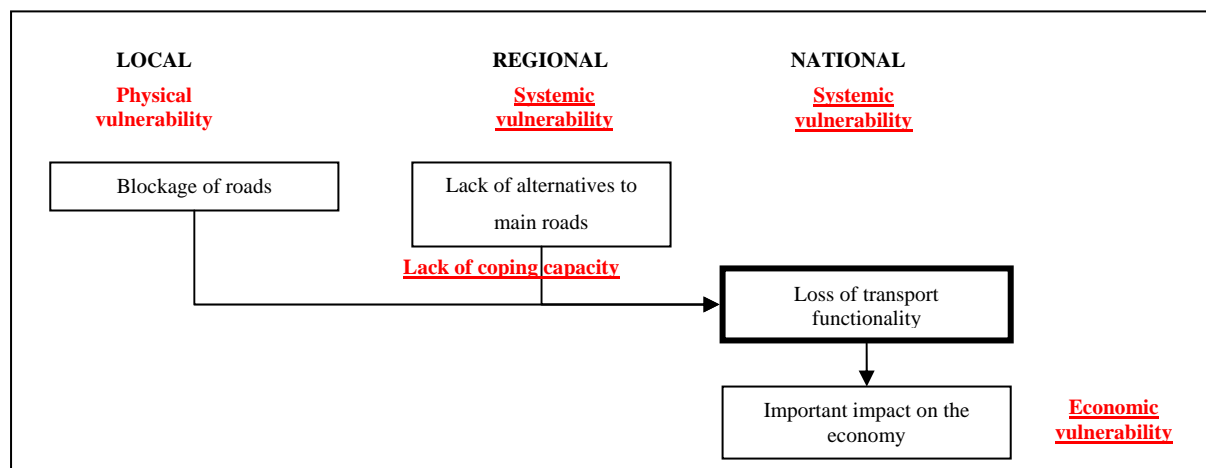 LOCAL
REGIONAL
NATIONAL
Physical
vulnerability
Systemic
vulnerability
Systemic
vulnerability
Blockage of roads
Lack of alternatives to
main roads
Lack of coping capacity
Loss of transport
functionality
Important impact on the
economy
Economic
vulnerability